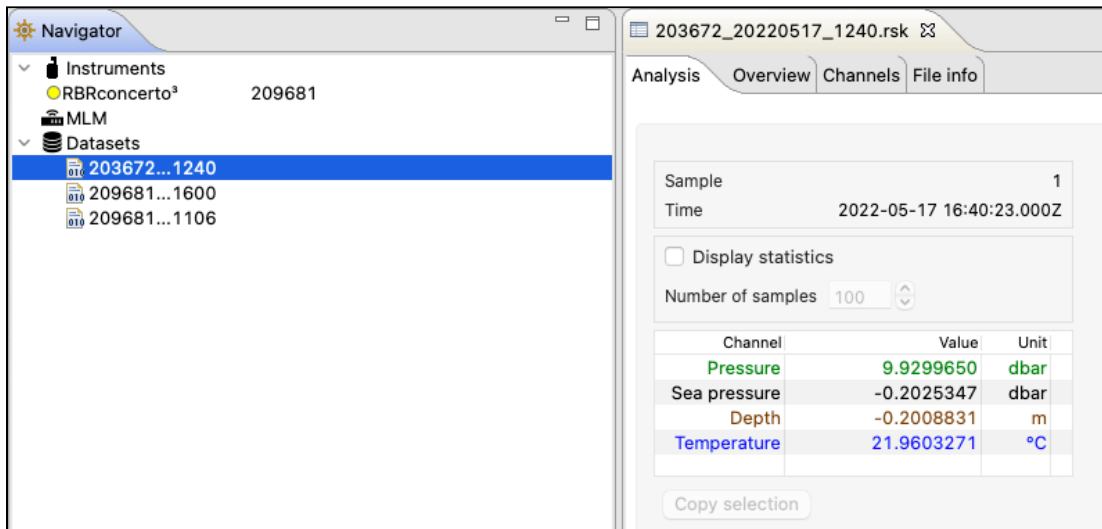 Navigator
Instruments
RBRconcerto³ 209681
MLM
Datasets
203672...1240
209681...1600
209681...1106
203672_20220517_1240.rsk
Analysis Overview Channels File info
Sample 1
Time 2022-05-17 16:40:23.000Z
Display statistics
Number of samples 100
Channel Value Unit
Pressure 9.9299650 dbar
Sea pressure -0.2025347 dbar
Depth -0.2008831 m
Temperature 21.9603271 °C
Copy selection